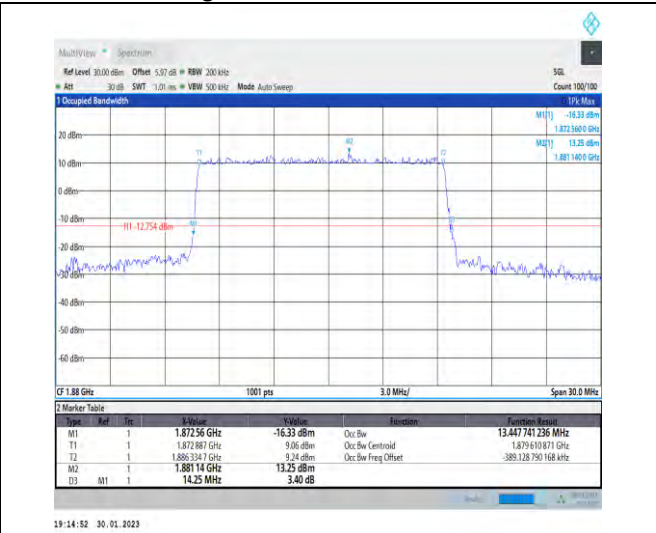 MultiView Spectrum
Ref Level 30.00 dBm Offset 5.97 dB RBW 200 kHz SGL
Att 30 dB SWT 1.01 ms VBW 500 kHz Mode Auto Sweep Count 100/100
1 Occupied Bandwidth 1Pk Max
M1[1] -16.33 dBm
1.872 560 0 GHz
M2[1] 13.25 dBm
1.881 140 0 GHz
20 dBm
M2
T1 T2
10 dBm
0 dBm
-10 dBm
H1 -12.754 dBm
-20 dBm
-30 dBm
-40 dBm
-50 dBm
-60 dBm
CF 1.88 GHz 1001 pts 3.0 MHz/ Span 30.0 MHz
2 Marker Table
Type Ref Trc X-Value Y-Value Function Function Result
M1 1 1.872 56 GHz -16.33 dBm Occ Bw 13.447 741 236 MHz
T1 1 1.872 887 GHz 9.06 dBm Occ Bw Centroid 1.879 610 871 GHz
T2 1 1.886 334 7 GHz 9.24 dBm Occ Bw Freq Offset -389.128 790 168 kHz
M2 1 1.881 14 GHz 13.25 dBm
D3 M1 1 14.25 MHz 3.40 dB
19:14:52 30.01.2023